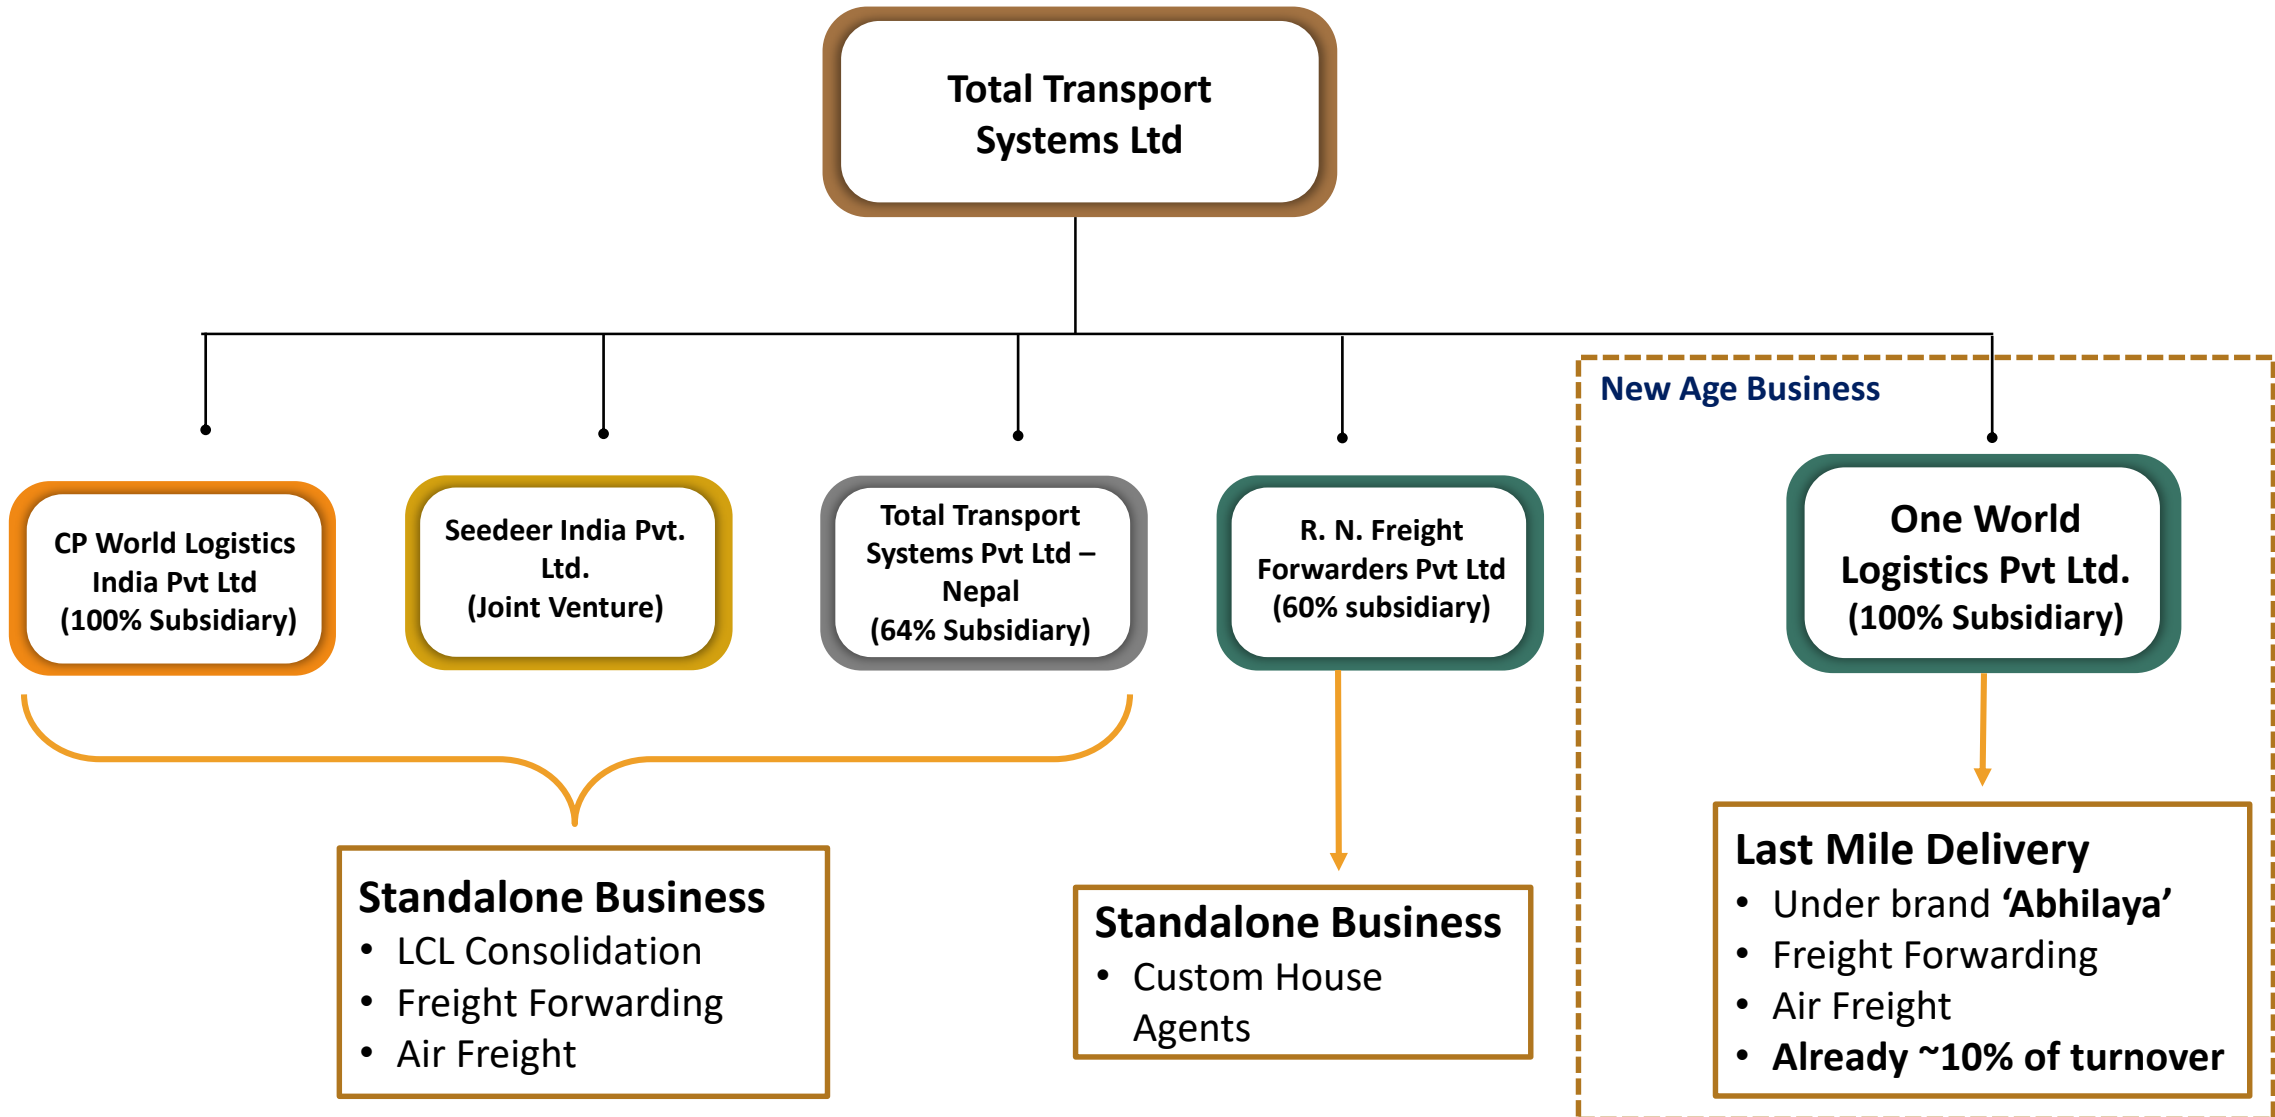 Total Transport
Systems Ltd
New Age Business
CP World Logistics
India Pvt Ltd
(100% Subsidiary)
Seedeer India Pvt.
Ltd.
(Joint Venture)
Total Transport
Systems Pvt Ltd –
Nepal
(64% Subsidiary)
R. N. Freight
Forwarders Pvt Ltd
(60% subsidiary)
One World
Logistics Pvt Ltd.
(100% Subsidiary)
Standalone Business
• LCL Consolidation
• Freight Forwarding
• Air Freight
Standalone Business
• Custom House
Agents
Last Mile Delivery
• Under brand ‘Abhilaya’
• Freight Forwarding
• Air Freight
• Already ~10% of turnover